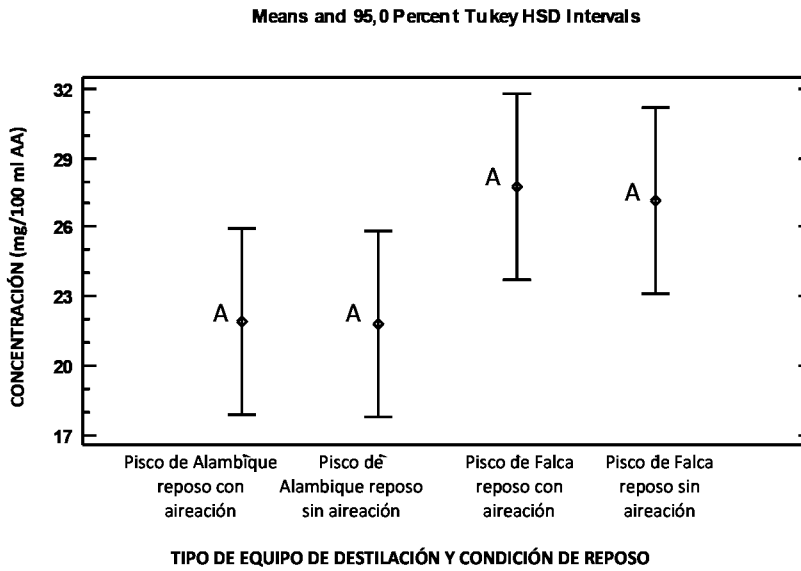 Means and 95,0 Percent Tukey HSD Intervals
CONCENTRACIÓN (mg/100 ml AA)
32
29
26
23
20
17
A
A
A
A
Pisco de Alambique
reposo con
aireación
Pisco de
Alambique reposo
sin aireación
Pisco de Falca
reposo con
aireación
Pisco de Falca
reposo sin
aireación
TIPO DE EQUIPO DE DESTILACIÓN Y CONDICIÓN DE REPOSO